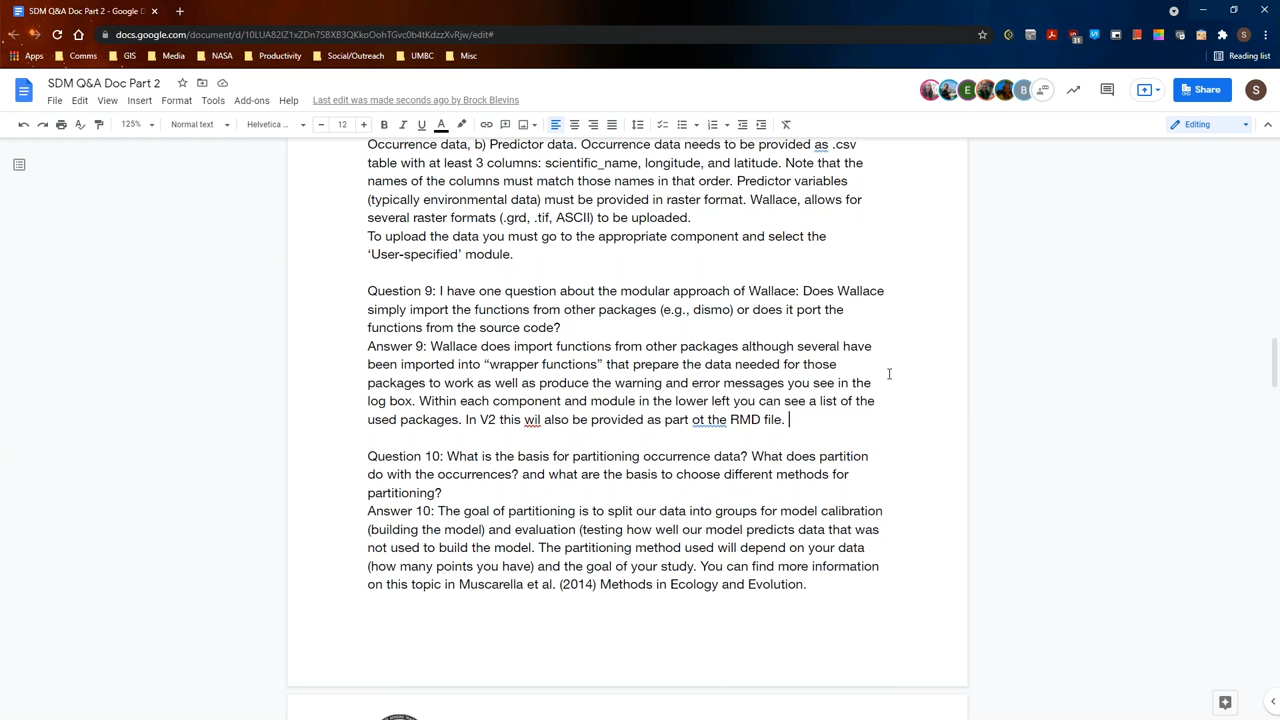 SDM Q&A Doc Part 2 - Google D
docs.google.com/document/d/10LUA82IZ1xZDn7SBXB3QKkoOohTGvc0b4tKdzzXvRjw/edit#
S
Apps Comms GIS Media NASA Productivity Social/Outreach UMBC Misc Reading list
SDM Q&A Doc Part 2
E B Share S
File Edit View Insert Format Tools Add-ons Help Last edit was made seconds ago by Brock Blevins
125% Normal text Helvetica ... 12 B I U A Editing
Occurrence data, b) Predictor data. Occurrence data needs to be provided as .csv
table with at least 3 columns: scientific_name, longitude, and latitude. Note that the
names of the columns must match those names in that order. Predictor variables
(typically environmental data) must be provided in raster format. Wallace, allows for
several raster formats (.grd, .tif, ASCII) to be uploaded.
To upload the data you must go to the appropriate component and select the
‘User-specified’ module.
Question 9: I have one question about the modular approach of Wallace: Does Wallace
simply import the functions from other packages (e.g., dismo) or does it port the
functions from the source code?
Answer 9: Wallace does import functions from other packages although several have
been imported into “wrapper functions” that prepare the data needed for those
packages to work as well as produce the warning and error messages you see in the
log box. Within each component and module in the lower left you can see a list of the
used packages. In V2 this wil also be provided as part ot the RMD file.
Question 10: What is the basis for partitioning occurrence data? What does partition
do with the occurrences? and what are the basis to choose different methods for
partitioning?
Answer 10: The goal of partitioning is to split our data into groups for model calibration
(building the model) and evaluation (testing how well our model predicts data that was
not used to build the model. The partitioning method used will depend on your data
(how many points you have) and the goal of your study. You can find more information
on this topic in Muscarella et al. (2014) Methods in Ecology and Evolution.